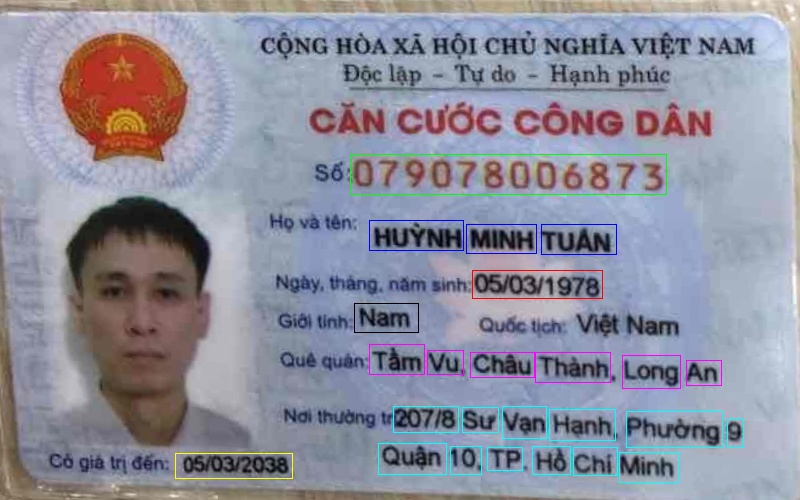 CỘNG HÒA XÃ HỘI CHỦ NGHĨA VIỆT NAM
Độc lập - Tự do - Hạnh phúc
CĂN CƯỚC CÔNG DÂN
Số: 079078006873
Họ và tên: HUỲNH MINH TUÂN
Ngày, tháng, năm sinh: 05/03/1978
Giới tính: Nam Quốc tịch: Việt Nam
Quê quán: Tầm Vu, Châu Thành, Long An
Nơi thường tr 207/8 Sư Vạn Hạnh, Phường 9
Quận 10, TP. Hồ Chí Minh
Có giá trị đến: 05/03/2038